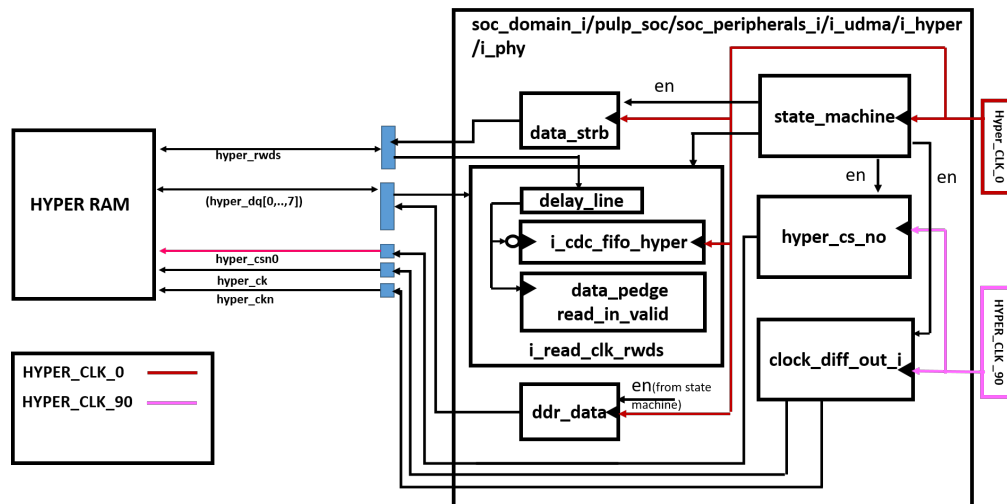 soc_domain_i/pulp_soc/soc_peripherals_i/i_udma/i_hyper
/i_phy
en
data_strb
state_machine
Hyper_CLK_0
hyper_rwds
HYPER RAM
(hyper_dq[0,..,7])
en
en
delay_line
i_cdc_fifo_hyper
hyper_cs_no
hyper_csn0
hyper_ck
hyper_ckn
data_pedge
read_in_valid
i_read_clk_rwds
HYPER_CLK_90
clock_diff_out_i
HYPER_CLK_0
HYPER_CLK_90
en(from state
machine)
ddr_data